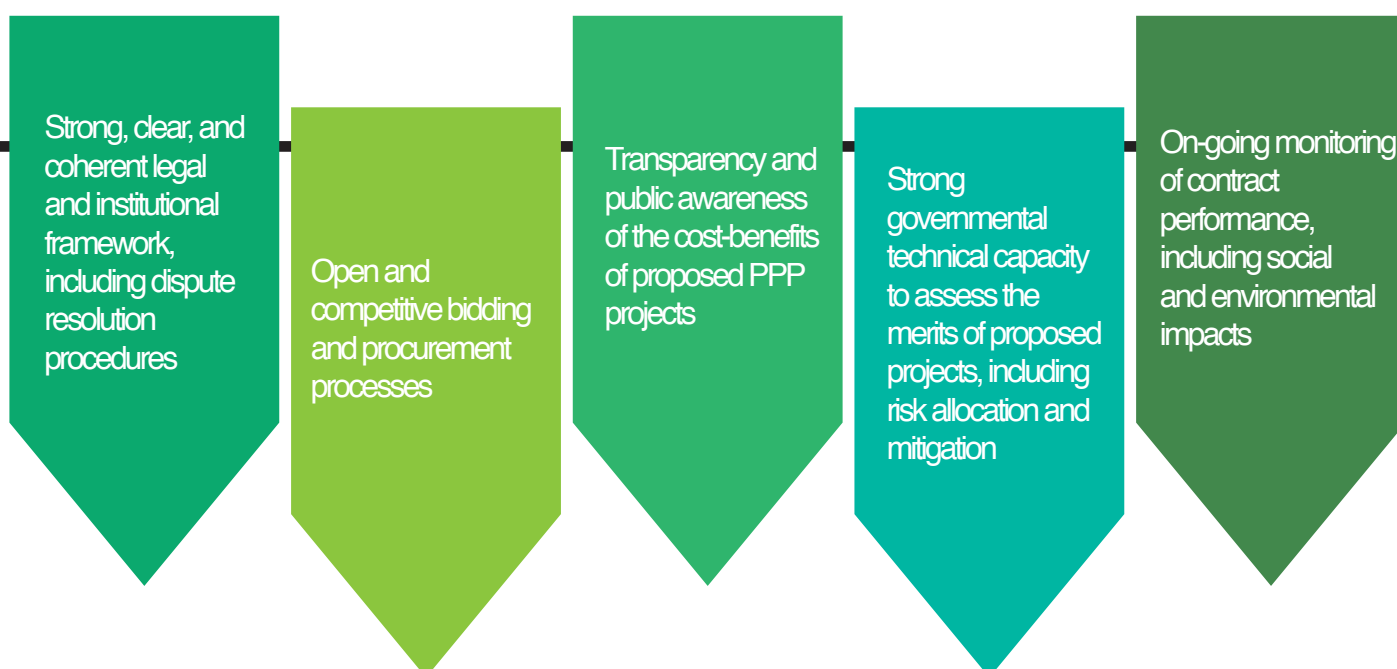 Strong, clear, and
coherent legal
and institutional
framework,
including dispute
resolution
procedures
Open and
competitive bidding
and procurement
processes
Transparency and
public awareness
of the cost-benefits
of proposed PPP
projects
Strong
governmental
technical capacity
to assess the
merits of proposed
projects, including
risk allocation and
mitigation
On-going monitoring
of contract
performance,
including social
and environmental
impacts